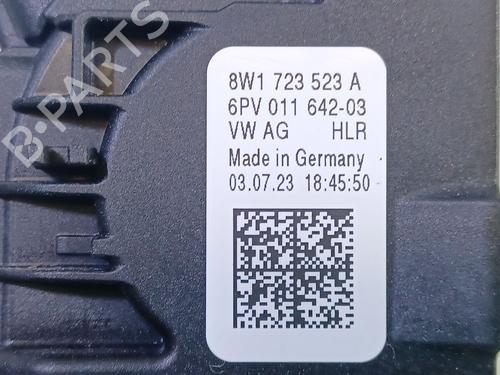 8W1 723 523 A
6PV 011 642-03
VW AG HLR
Made in Germany
03.07.23 18:45:50
B-PARTS